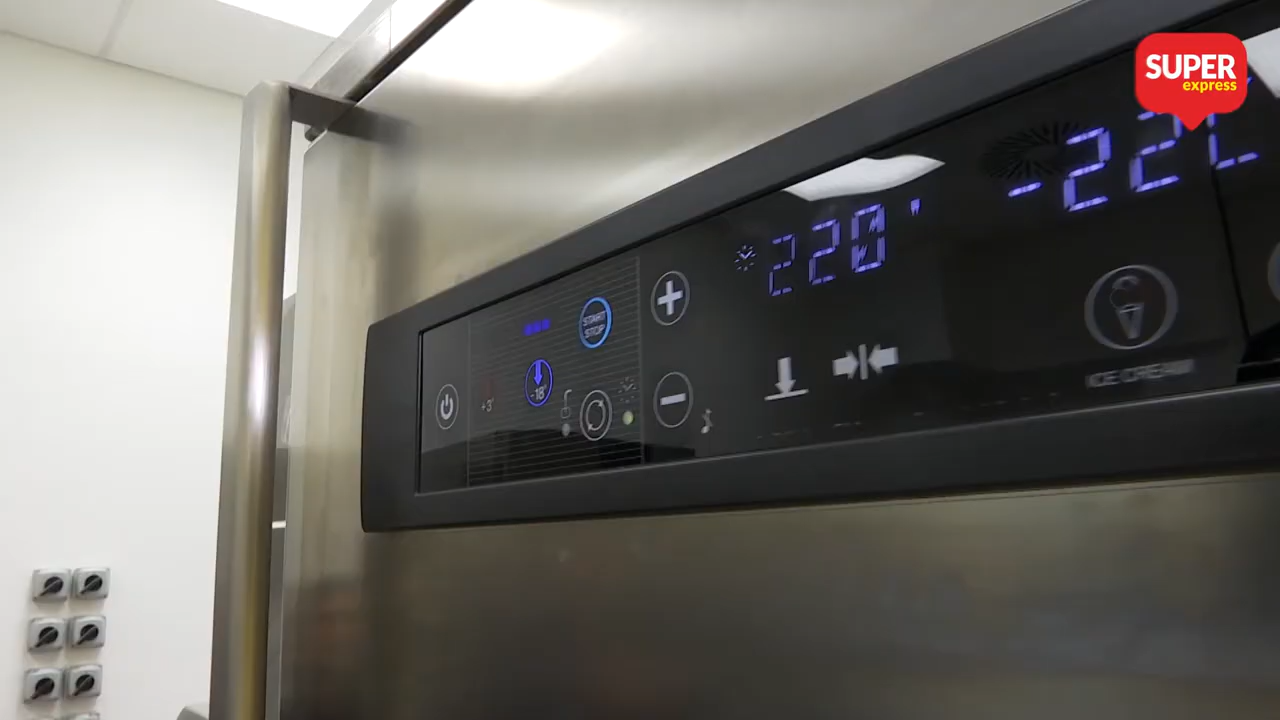 SUPER
express
-22
220 '
START
STOP
+3°
-18°
ICE CREAM